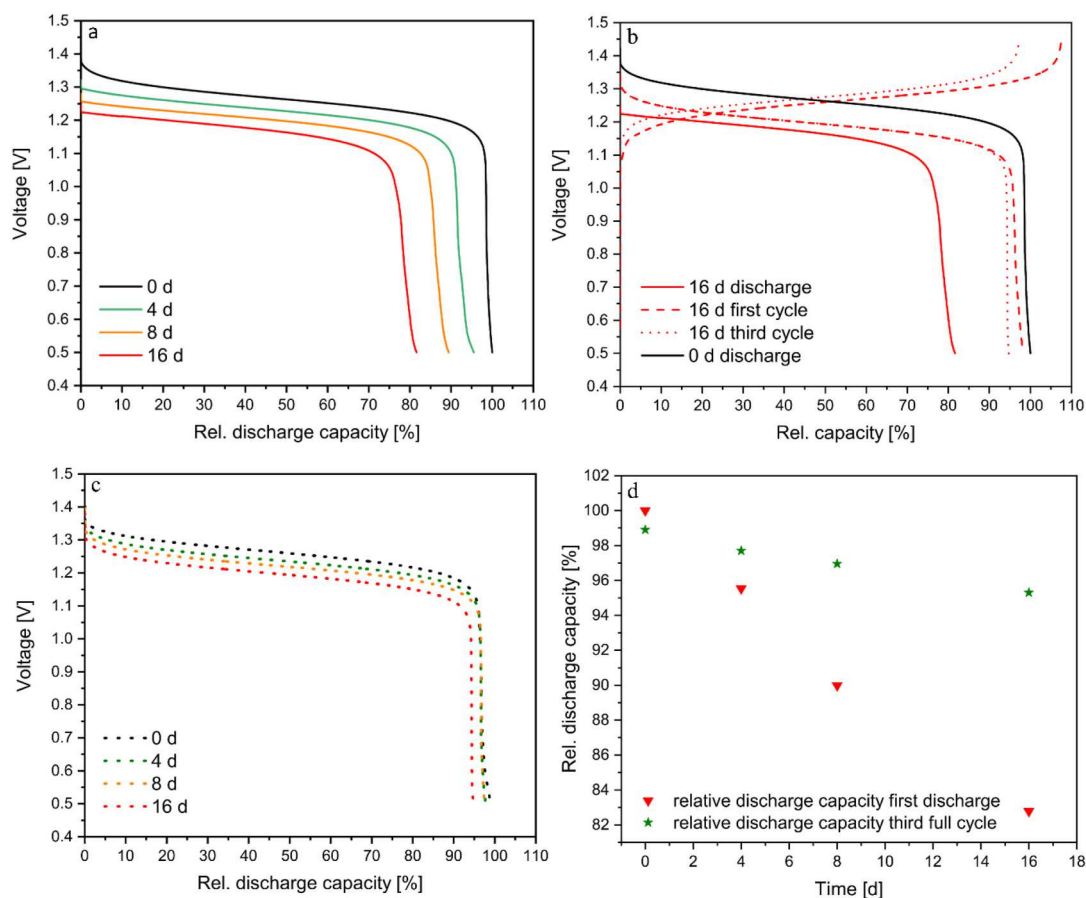 a
1.5
1.4
1.3
1.2
1.1
1.0
0.9
0.8
0.7
0.6
0.5
0.4
Voltage [V]
0 d
4 d
8 d
16 d
0 10 20 30 40 50 60 70 80 90 100 110
Rel. discharge capacity [%]
b
1.5
1.4
1.3
1.2
1.1
1.0
0.9
0.8
0.7
0.6
0.5
0.4
Voltage [V]
16 d discharge
16 d first cycle
16 d third cycle
0 d discharge
0 10 20 30 40 50 60 70 80 90 100 110
Rel. capacity [%]
c
1.5
1.4
1.3
1.2
1.1
1.0
0.9
0.8
0.7
0.6
0.5
0.4
Voltage [V]
0 d
4 d
8 d
16 d
0 10 20 30 40 50 60 70 80 90 100 110
Rel. discharge capacity [%]
d
102
100
98
96
94
92
90
88
86
84
82
Rel. discharge capacity [%]
relative discharge capacity first discharge
relative discharge capacity third full cycle
0 2 4 6 8 10 12 14 16 18
Time [d]